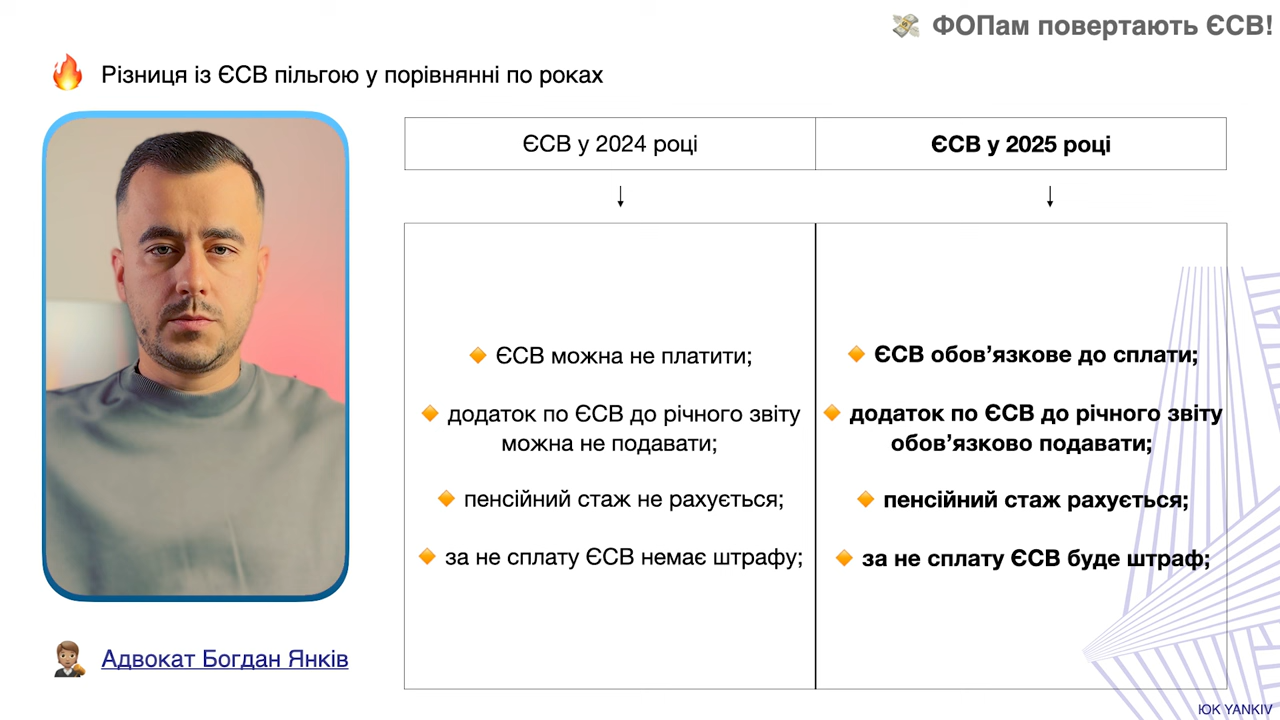 ФОПам повертають ЄСВ!
Різниця із ЄСВ пільгою у порівнянні по роках
ЄСВ у 2024 році
ЄСВ у 2025 році
ЄСВ можна не платити;
додаток по ЄСВ до річного звіту
можна не подавати;
пенсійний стаж не рахується;
за не сплату ЄСВ немає штрафу;
ЄСВ обов’язкове до сплати;
додаток по ЄСВ до річного звіту
обов’язково подавати;
пенсійний стаж рахується;
за не сплату ЄСВ буде штраф;
Адвокат Богдан Янків
ЮК YANKIV